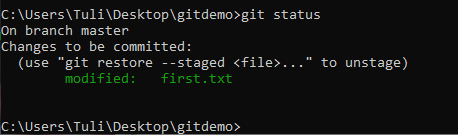 C:\Users\Tuli\Desktop\gitdemo>git status
On branch master
Changes to be committed:
  (use "git restore --staged <file>..." to unstage)
        modified:   first.txt

C:\Users\Tuli\Desktop\gitdemo>